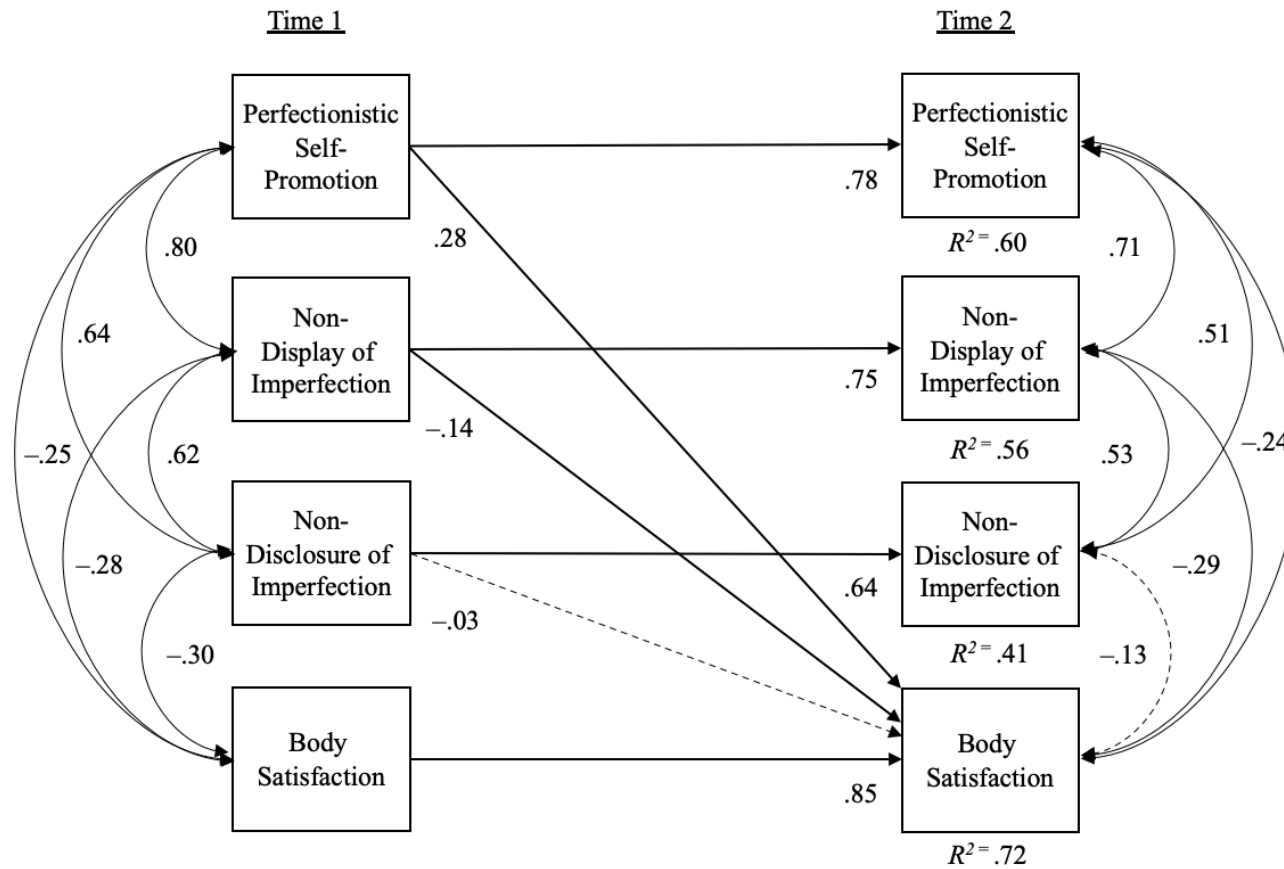 Time 1
Time 2
Perfectionistic
Self-
Promotion
Perfectionistic
Self-
Promotion
.78
R² = .60
.28
.80
.71
Non-
Display of
Imperfection
Non-
Display of
Imperfection
.64
.51
.75
–.14
R² = .56
–.25
.62
.53
–.24
Non-
Disclosure of
Imperfection
Non-
Disclosure of
Imperfection
–.28
–.29
.64
–.03
R² = .41
–.30
–.13
Body
Satisfaction
Body
Satisfaction
.85
R² = .72